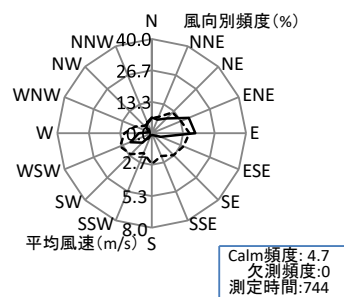 N 風向別頻度(%)
40.0
NNW NNE
NW 26.7 NE
WNW 13.3 ENE
W 0.0 E
WSW 2.7 ESE
SW 5.3 SE
SSW SSE
8.0
平均風速(m/s) S
Calm頻度: 4.7
欠測頻度:0
測定時間:744